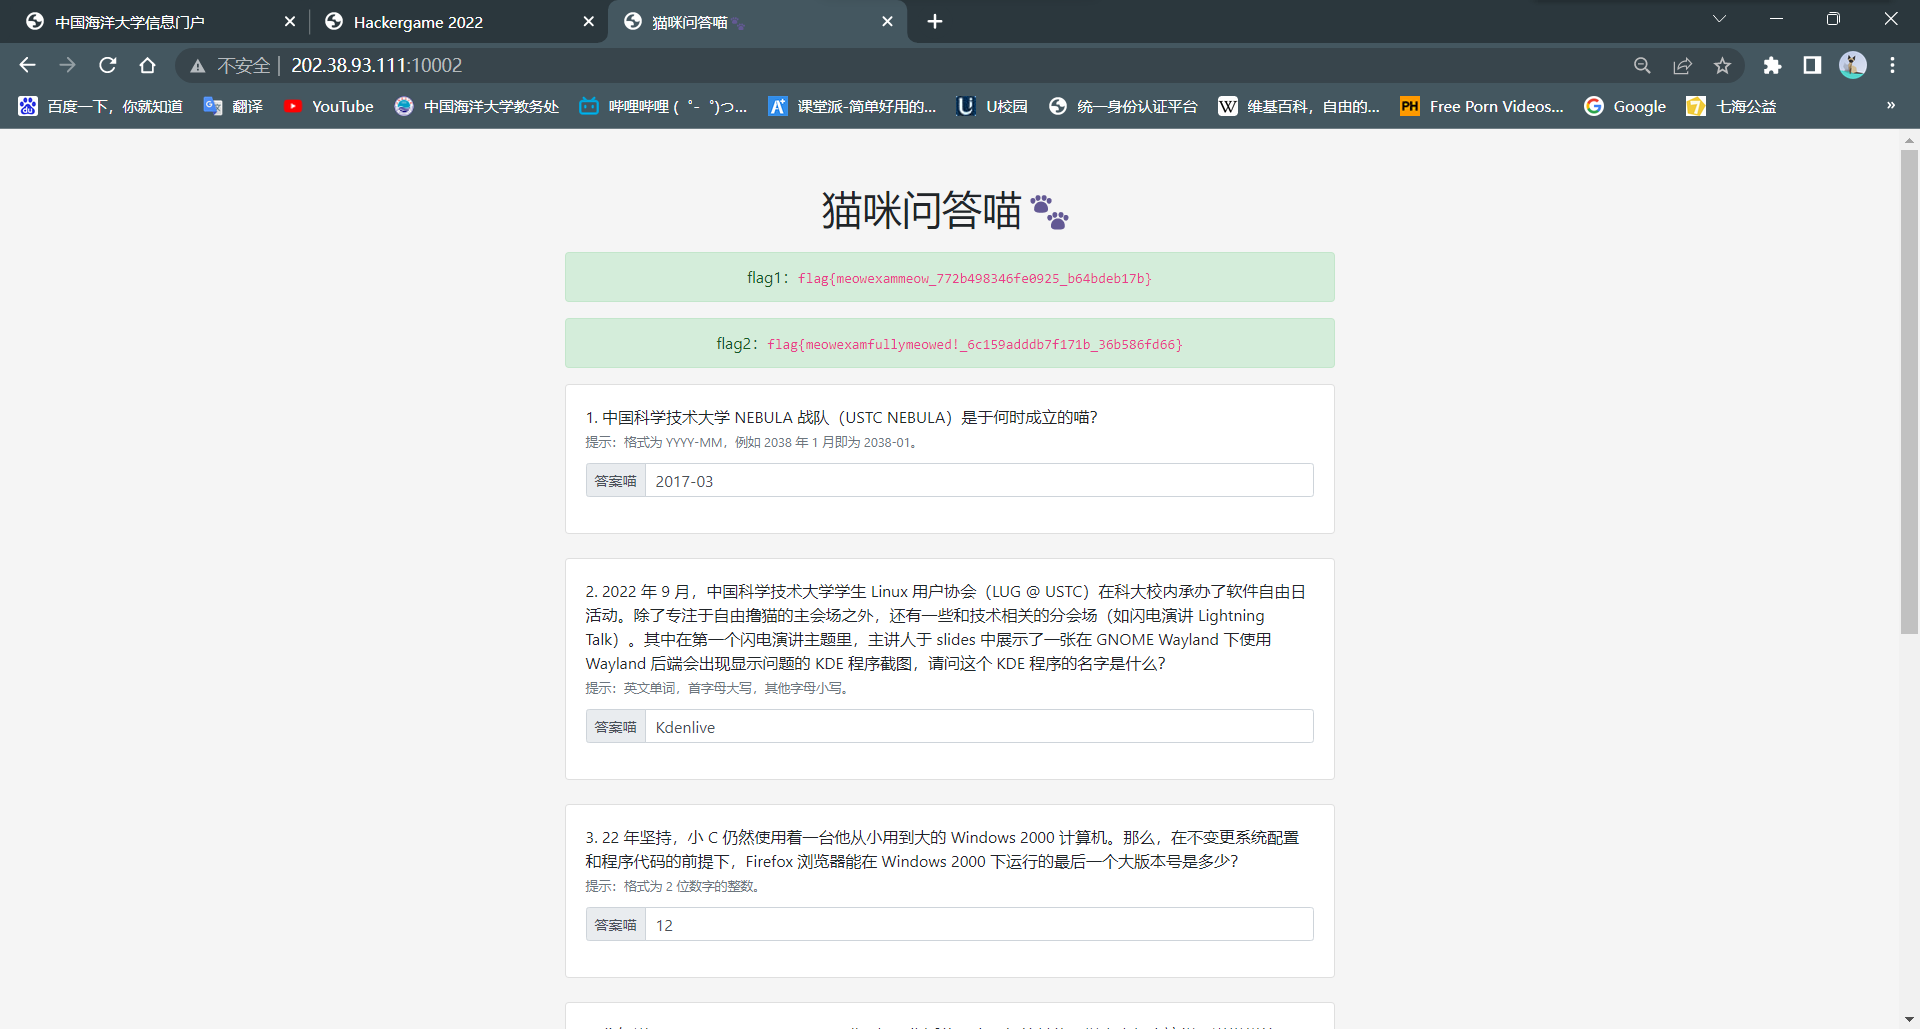 中国海洋大学信息门户
Hackergame 2022
猫咪问答喵🐾
不安全 | 202.38.93.111:10002
百度一下，你就知道
翻译
YouTube
中国海洋大学教务处
哔哩哔哩 (゜-゜)つ...
课堂派-简单好用的...
U校园
统一身份认证平台
维基百科，自由的...
PH Free Porn Videos...
Google
七海公益
»
猫咪问答喵🐾
flag1：flag{meowexammeow_772b498346fe0925_b64bdeb17b}
flag2：flag{meowexamfullymeowed!_6c159adddb7f171b_36b586fd66}
1. 中国科学技术大学 NEBULA 战队（USTC NEBULA）是于何时成立的喵？
提示：格式为 YYYY-MM，例如 2038 年 1 月即为 2038-01。
答案喵 2017-03
2. 2022 年 9 月，中国科学技术大学学生 Linux 用户协会（LUG @ USTC）在科大校内承办了软件自由日
活动。除了专注于自由撸猫的主会场之外，还有一些和技术相关的分会场（如闪电演讲 Lightning
Talk）。其中在第一个闪电演讲主题里，主讲人于 slides 中展示了一张在 GNOME Wayland 下使用
Wayland 后端会出现显示问题的 KDE 程序截图，请问这个 KDE 程序的名字是什么？
提示：英文单词，首字母大写，其他字母小写。
答案喵 Kdenlive
3. 22 年坚持，小 C 仍然使用着一台他从小用到大的 Windows 2000 计算机。那么，在不变更系统配置
和程序代码的前提下，Firefox 浏览器能在 Windows 2000 下运行的最后一个大版本号是多少？
提示：格式为 2 位数字的整数。
答案喵 12